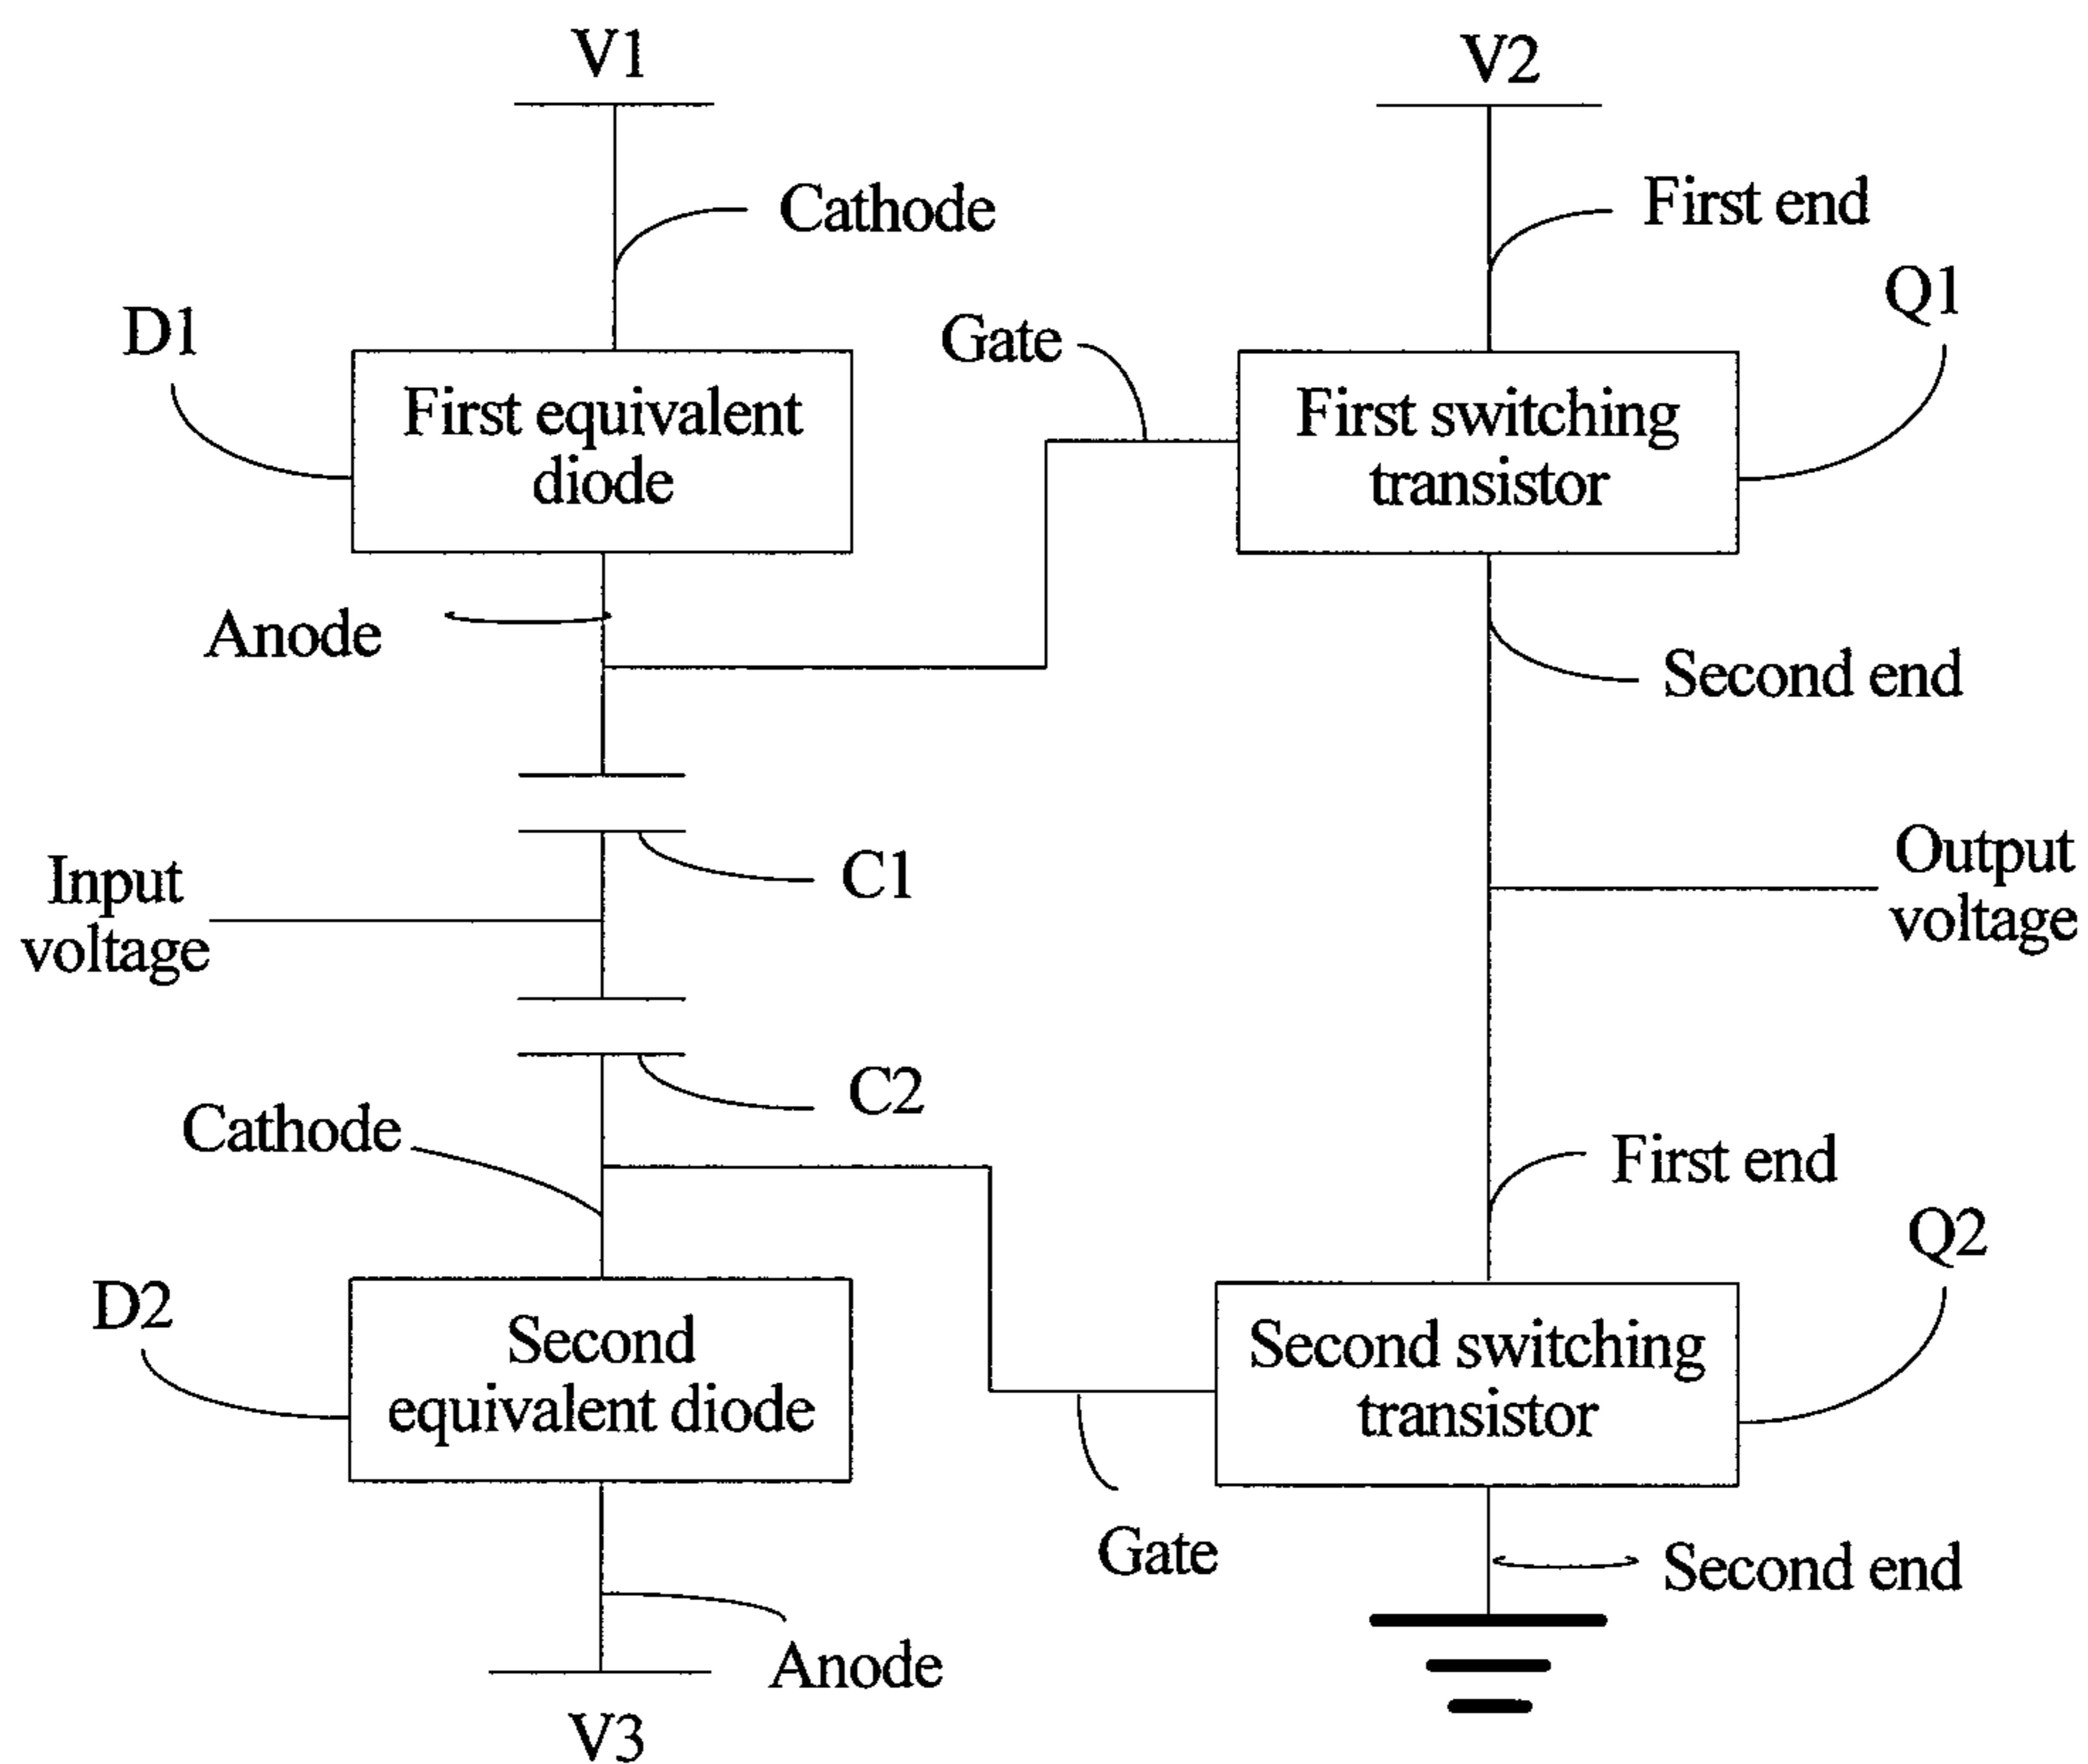 V1
V2
Cathode
First end
D1
Q1
Gate
First equivalent
diode
First switching
transistor
Anode
Second end
C1
Input
voltage
Output
voltage
C2
Cathode
First end
D2
Q2
Second
equivalent diode
Second switching
transistor
Gate
Second end
Anode
V3